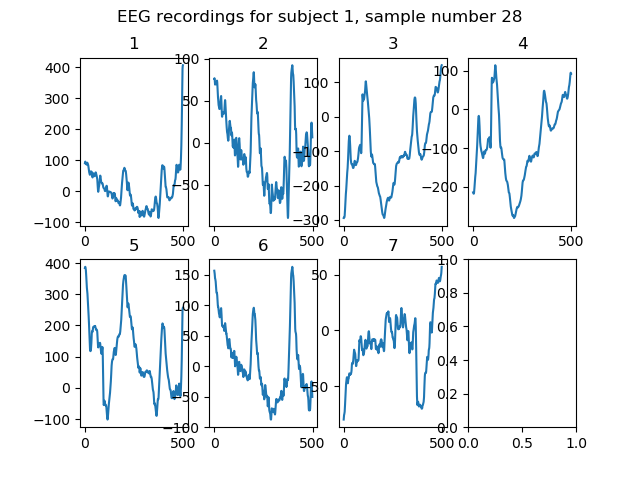 EEG recordings for subject 1, sample number 28
1 2 3 4
400 300 200 100 0 −100
100 50 0 −50
100 0 −100 −200 −300
100 0 −100 −200
0 500 0 500 0 500 0 500
5 6 7
400 300 200 100 0 −100
150 100 50 0 −50 −100
50 0 −50
1.0 0.8 0.6 0.4 0.2 0.0
0 500 0 500 0 500 0.0 0.5 1.0